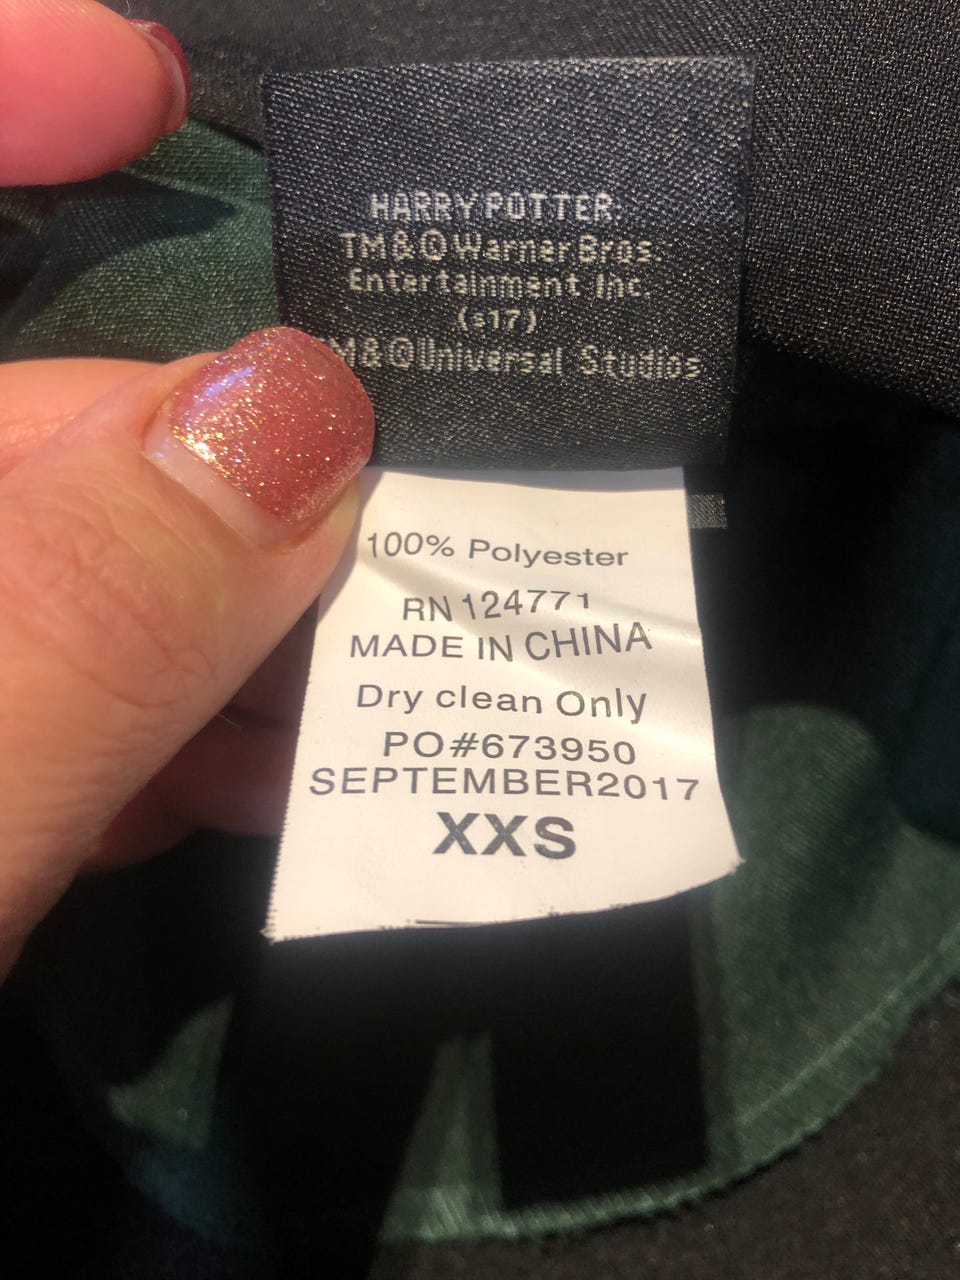 HARRY POTTER:
TM & © Warner Bros.
Entertainment Inc.
(s17)
M & © Universal Studios
100% Polyester
RN 124771
MADE IN CHINA
Dry clean Only
PO#673950
SEPTEMBER2017
XXS